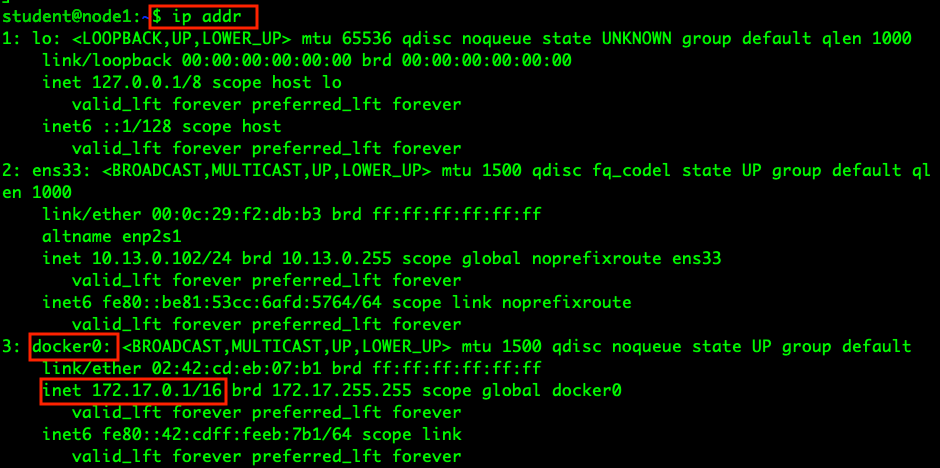 student@node1:~$ ip addr
1: lo: <LOOPBACK,UP,LOWER_UP> mtu 65536 qdisc noqueue state UNKNOWN group default qlen 1000
    link/loopback 00:00:00:00:00:00 brd 00:00:00:00:00:00
    inet 127.0.0.1/8 scope host lo
       valid_lft forever preferred_lft forever
    inet6 ::1/128 scope host
       valid_lft forever preferred_lft forever
2: ens33: <BROADCAST,MULTICAST,UP,LOWER_UP> mtu 1500 qdisc fq_codel state UP group default ql
en 1000
    link/ether 00:0c:29:f2:db:b3 brd ff:ff:ff:ff:ff:ff
    altname enp2s1
    inet 10.13.0.102/24 brd 10.13.0.255 scope global noprefixroute ens33
       valid_lft forever preferred_lft forever
    inet6 fe80::be81:53cc:6afd:5764/64 scope link noprefixroute
       valid_lft forever preferred_lft forever
3: docker0: <BROADCAST,MULTICAST,UP,LOWER_UP> mtu 1500 qdisc noqueue state UP group default
    link/ether 02:42:cd:eb:07:b1 brd ff:ff:ff:ff:ff:ff
    inet 172.17.0.1/16 brd 172.17.255.255 scope global docker0
       valid_lft forever preferred_lft forever
    inet6 fe80::42:cdff:feeb:7b1/64 scope link
       valid_lft forever preferred_lft forever